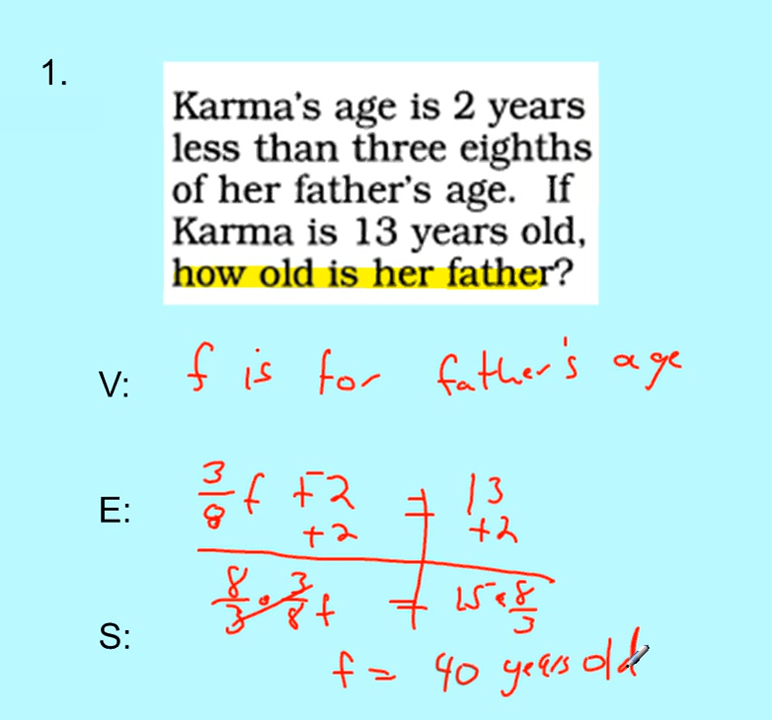 1.
Karma's age is 2 years
less than three eighths
of her father's age. If
Karma is 13 years old,
how old is her father?
V: f is for father's age
E: 3/8 f +-2 = 13
+2 +2
8/3 · 3/8 f = 15 · 8/3
S: f = 40 years old